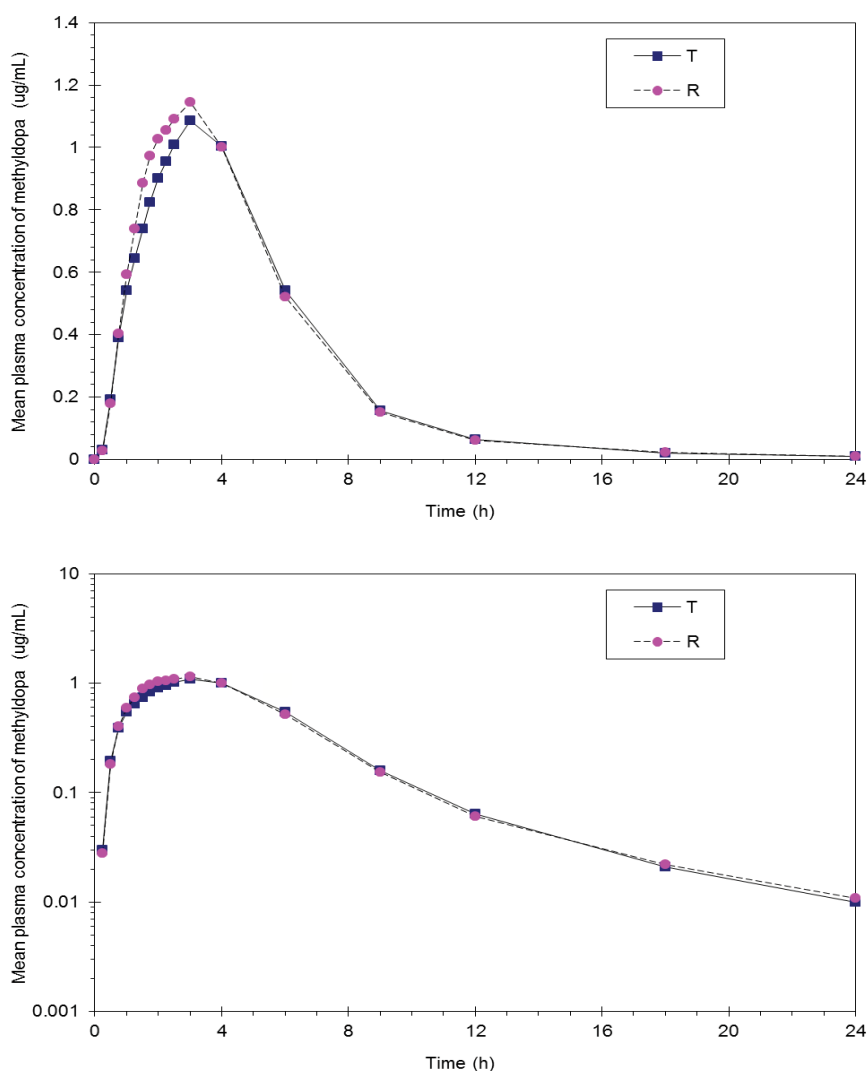 Mean plasma concentration of methyldopa (ug/mL)
1.4
1.2
1
0.8
0.6
0.4
0.2
0
T
R
0 4 8 12 16 20 24
Time (h)
Mean plasma concentration of methyldopa (ug/mL)
10
1
0.1
0.01
0.001
T
R
0 4 8 12 16 20 24
Time (h)